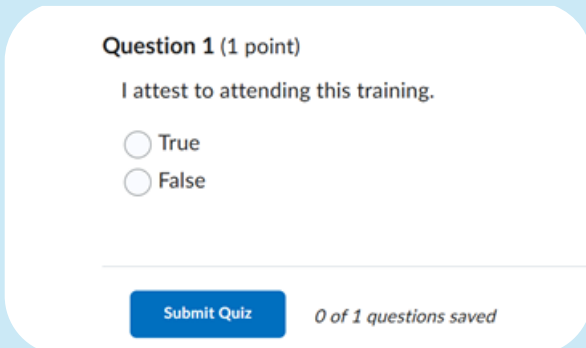 Question 1 (1 point)
I attest to attending this training.
True
False
Submit Quiz 0 of 1 questions saved